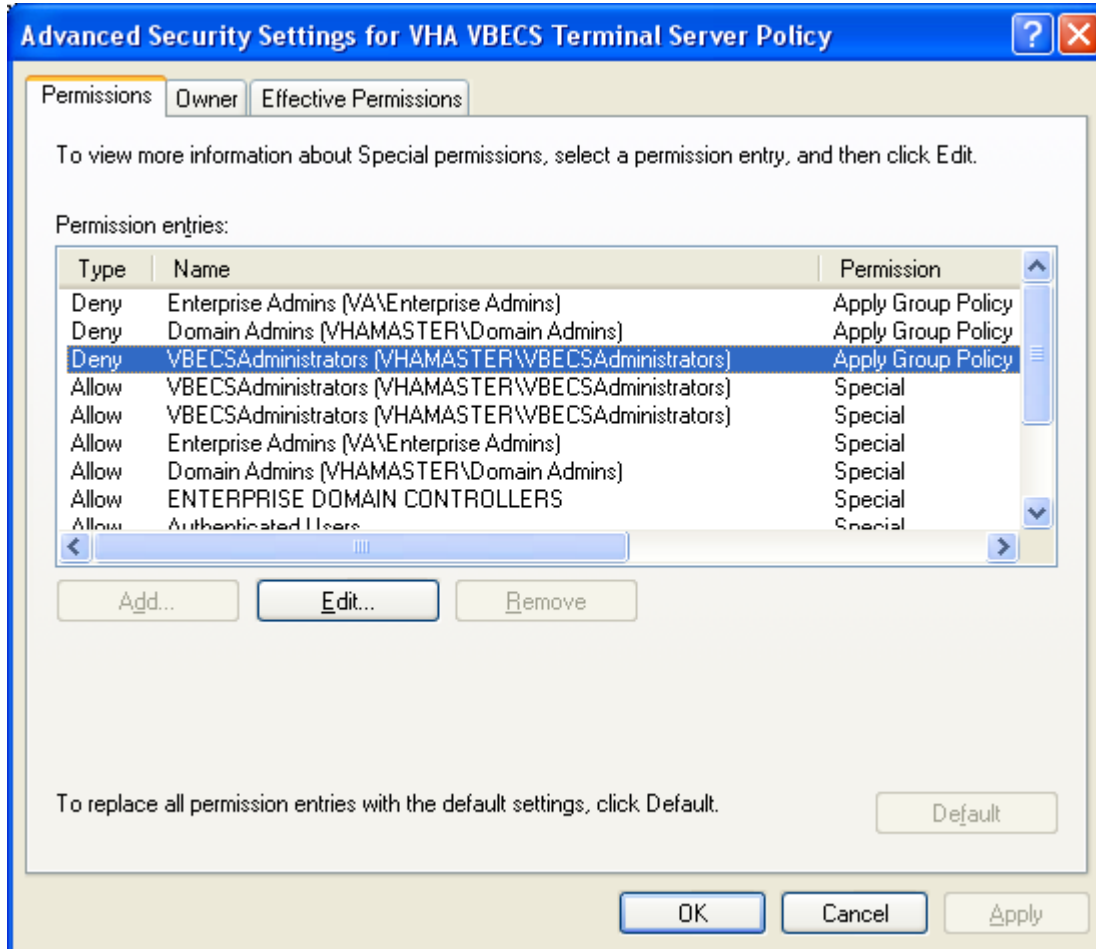 Advanced Security Settings for VHA VBECS Terminal Server Policy
Permissions Owner Effective Permissions
To view more information about Special permissions, select a permission entry, and then click Edit.
Permission entries:
Type Name Permission
Deny Enterprise Admins (VA\Enterprise Admins) Apply Group Policy
Deny Domain Admins (VHAMASTER\Domain Admins) Apply Group Policy
Deny VBECSAdministrators (VHAMASTER\VBECSAdministrators) Apply Group Policy
Allow VBECSAdministrators (VHAMASTER\VBECSAdministrators) Special
Allow VBECSAdministrators (VHAMASTER\VBECSAdministrators) Special
Allow Enterprise Admins (VA\Enterprise Admins) Special
Allow Domain Admins (VHAMASTER\Domain Admins) Special
Allow ENTERPRISE DOMAIN CONTROLLERS Special
Allow Authenticated Users Special
Add... Edit... Remove
To replace all permission entries with the default settings, click Default.
Default
OK Cancel Apply